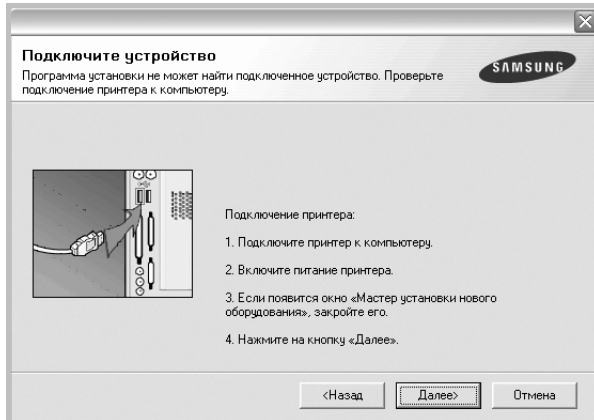 Подключите устройство
Программа установки не может найти подключенное устройство. Проверьте
подключение принтера к компьютеру.
SAMSUNG
Подключение принтера:
1. Подключите принтер к компьютеру.
2. Включите питание принтера.
3. Если появится окно «Мастер установки нового
оборудования», закройте его.
4. Нажмите на кнопку «Далее».
<Назад
Далее>
Отмена